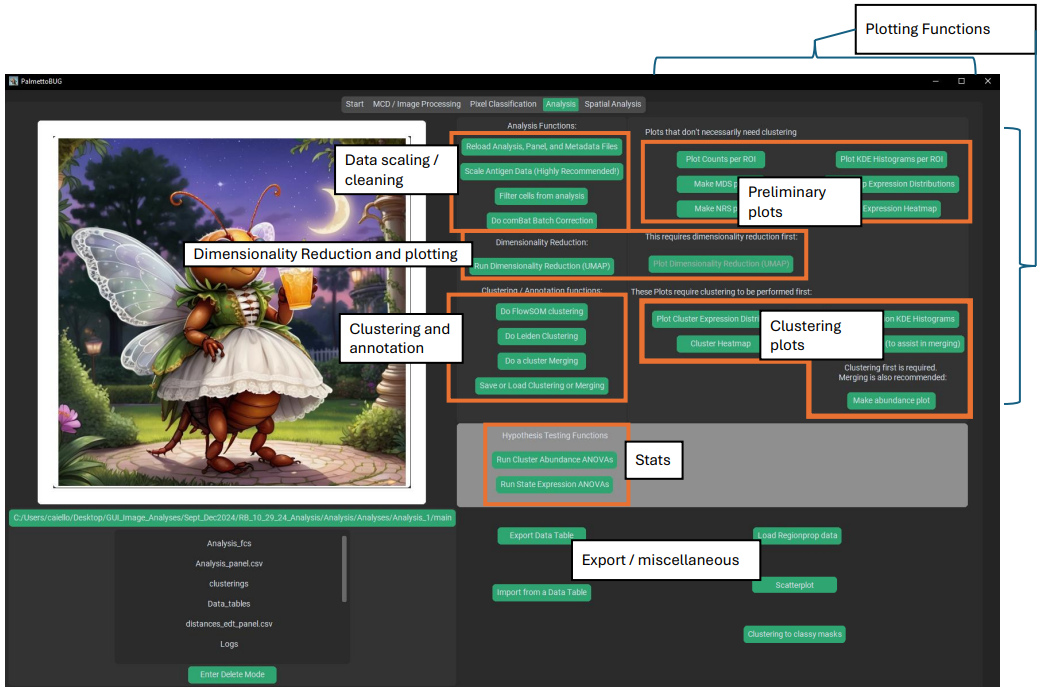 Plotting Functions
PalmettoBUG
Start MCD / Image Processing Pixel Classification Analysis Spatial Analysis
Analysis Functions:
Plots that don't necessarily need clustering
Data scaling /
cleaning
Reload Analysis, Panel, and Metadata Files
Scale Antigen Data (Highly Recommended!)
Filter cells from analysis
Do comBat Batch Correction
Plot Counts per ROI
Plot KDE Histograms per ROI
Make MDS p
p Expression Distributions
Make NRS p
Expression Heatmap
Preliminary
plots
Dimensionality Reduction and plotting
Dimensionality Reduction:
This requires dimensionality reduction first:
Run Dimensionality Reduction (UMAP)
Plot Dimensionality Reduction (UMAP)
Clustering / Annotation functions:
These Plots require clustering to be performed first:
Clustering and
annotation
Do FlowSOM clustering
Do Leiden Clustering
Do a cluster Merging
Save or Load Clustering or Merging
Plot Cluster Expression Distri
on KDE Histograms
Cluster Heatmap
(to assist in merging)
Clustering
plots
Clustering first is required.
Merging is also recommended:
Make abundance plot
Hypothesis Testing Functions
Run Cluster Abundance ANOVAs
Run State Expression ANOVAs
Stats
C:/Users/caiello/Desktop/GUI_Image_Analyses/Sept_Dec2024/RB_10_29_24_Analysis/Analysis/Analyses/Analysis_1/main
Analysis_fcs
Analysis_panel.csv
clusterings
Data_tables
distances_edt_panel.csv
Logs
Enter Delete Mode
Export Data Table
Load Regionprop data
Export / miscellaneous
Import from a Data Table
Scatterplot
Clustering to classy masks